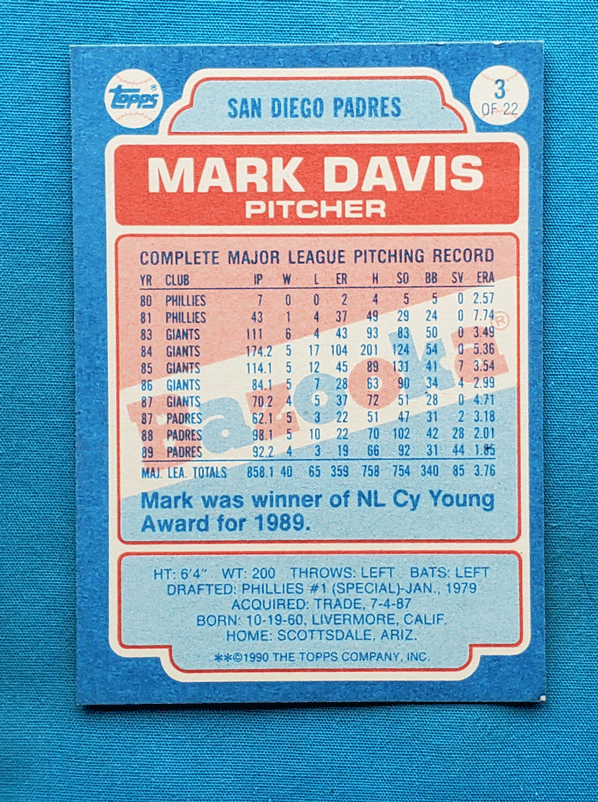 topps®
3
OF 22
SAN DIEGO PADRES
MARK DAVIS
PITCHER
COMPLETE MAJOR LEAGUE PITCHING RECORD
YR CLUB IP W L ER H SO BB SV ERA
80 PHILLIES 7 0 0 2 4 5 5 0 2.57
81 PHILLIES 43 1 4 37 49 29 24 0 7.74
83 GIANTS 111 6 4 43 93 83 50 0 3.49
84 GIANTS 174.2 5 17 104 201 124 54 0 5.36
85 GIANTS 114.1 5 12 45 89 131 41 7 3.54
86 GIANTS 84.1 5 7 28 63 90 34 4 2.99
87 GIANTS 70.2 4 5 37 72 51 28 0 4.71
87 PADRES 62.1 5 3 22 51 47 31 2 3.18
88 PADRES 98.1 5 10 22 70 102 42 28 2.01
89 PADRES 92.2 4 3 19 66 92 31 44 1.85
MAJ. LEA. TOTALS 858.1 40 65 359 758 754 340 85 3.76
Bazooka®
Mark was winner of NL Cy Young
Award for 1989.
HT: 6'4" WT: 200 THROWS: LEFT BATS: LEFT
DRAFTED: PHILLIES #1 (SPECIAL)-JAN., 1979
ACQUIRED: TRADE, 7-4-87
BORN: 10-19-60, LIVERMORE, CALIF.
HOME: SCOTTSDALE, ARIZ.
**©1990 THE TOPPS COMPANY, INC.